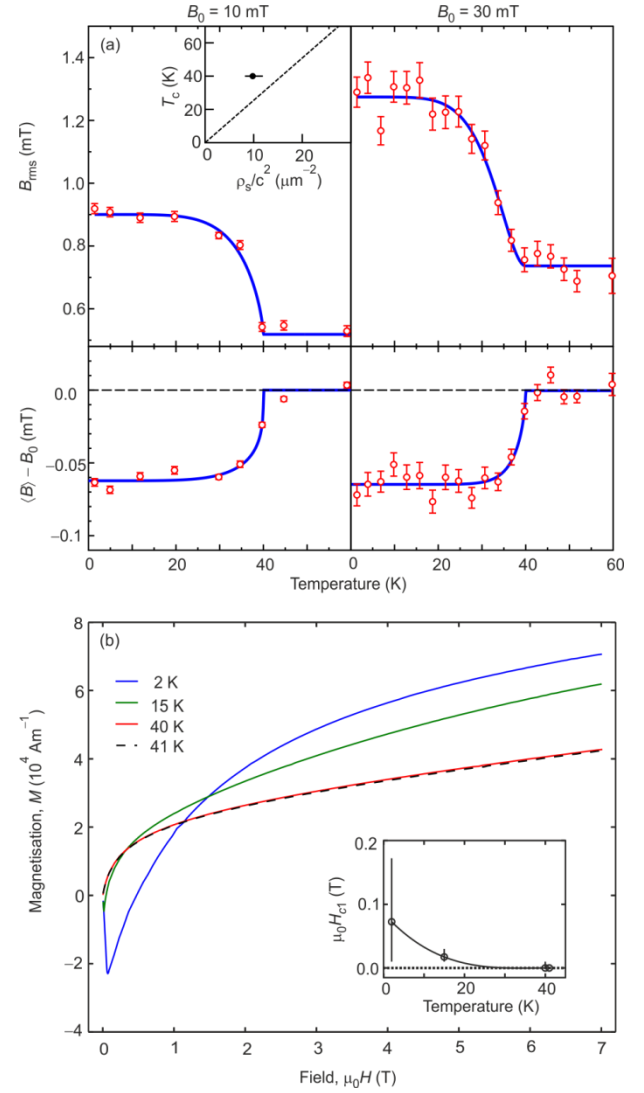 B₀ = 10 mT B₀ = 30 mT
(a)
Brms (mT)
1.4
1.2
1.0
0.8
0.6
Tc (K)
60
40
20
0
0 10 20
ρs/c² (μm⁻²)
⟨B⟩ − B₀ (mT)
0.0
−0.05
−0.1
0 20 40 0 20 40 60
Temperature (K)
(b)
Magnetisation, M (10⁴ Am⁻¹)
8
6
4
2
0
−2
−4
2 K
15 K
40 K
41 K
μ₀Hc1 (T)
0.2
0.1
0.0
0 20 40
Temperature (K)
0 1 2 3 4 5 6 7
Field, μ₀H (T)